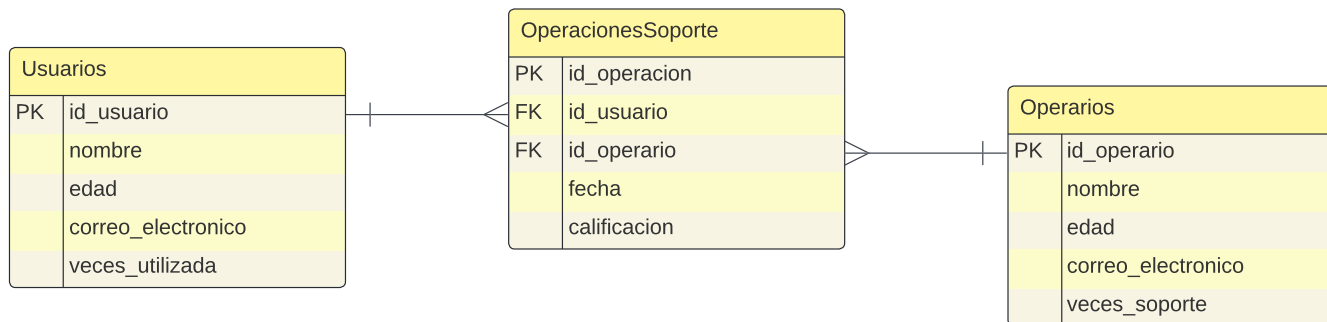 Usuarios
PK id_usuario
nombre
edad
correo_electronico
veces_utilizada
OperacionesSoporte
PK id_operacion
FK id_usuario
FK id_operario
fecha
calificacion
Operarios
PK id_operario
nombre
edad
correo_electronico
veces_soporte